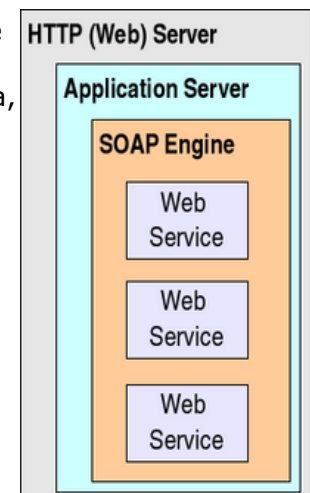 e
HTTP (Web) Server
a,
Application Server
SOAP Engine
Web
Service
Web
Service
Web
Service